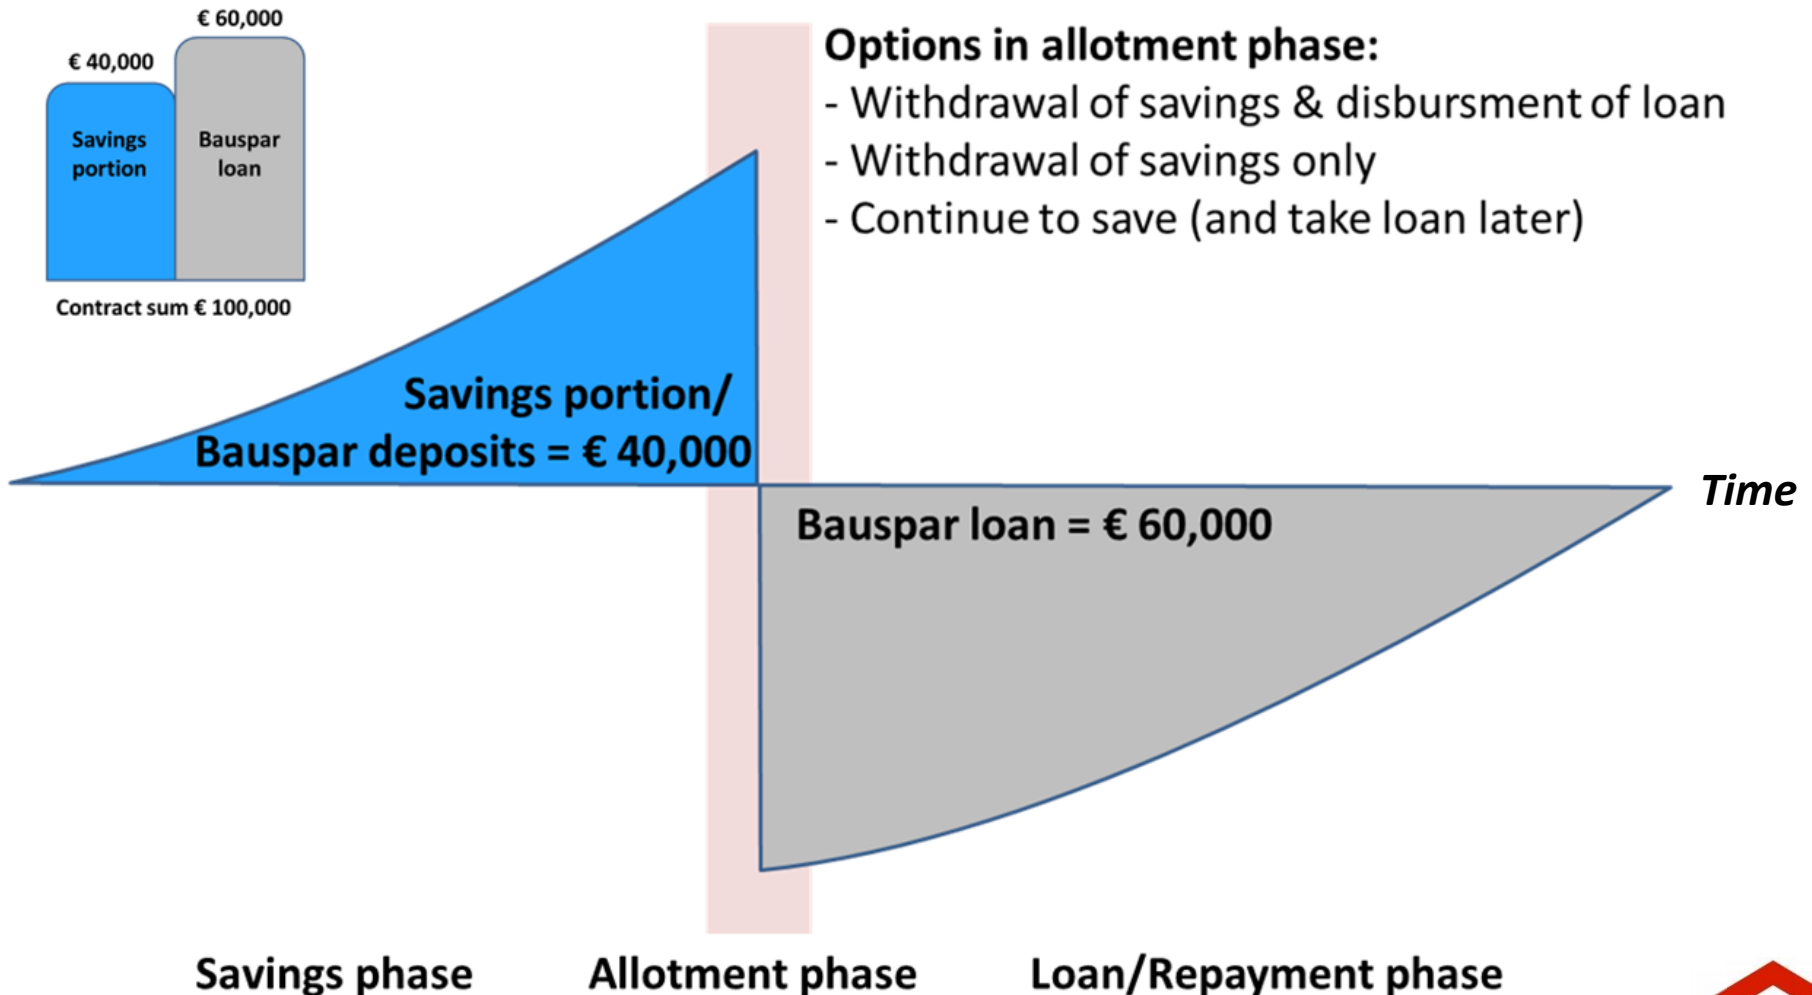 € 60,000
€ 40,000
Savings
portion
Bauspar
loan
Contract sum € 100,000
Options in allotment phase:
- Withdrawal of savings & disbursment of loan
- Withdrawal of savings only
- Continue to save (and take loan later)
Savings portion/
Bauspar deposits = € 40,000
Time
Bauspar loan = € 60,000
Savings phase
Allotment phase
Loan/Repayment phase